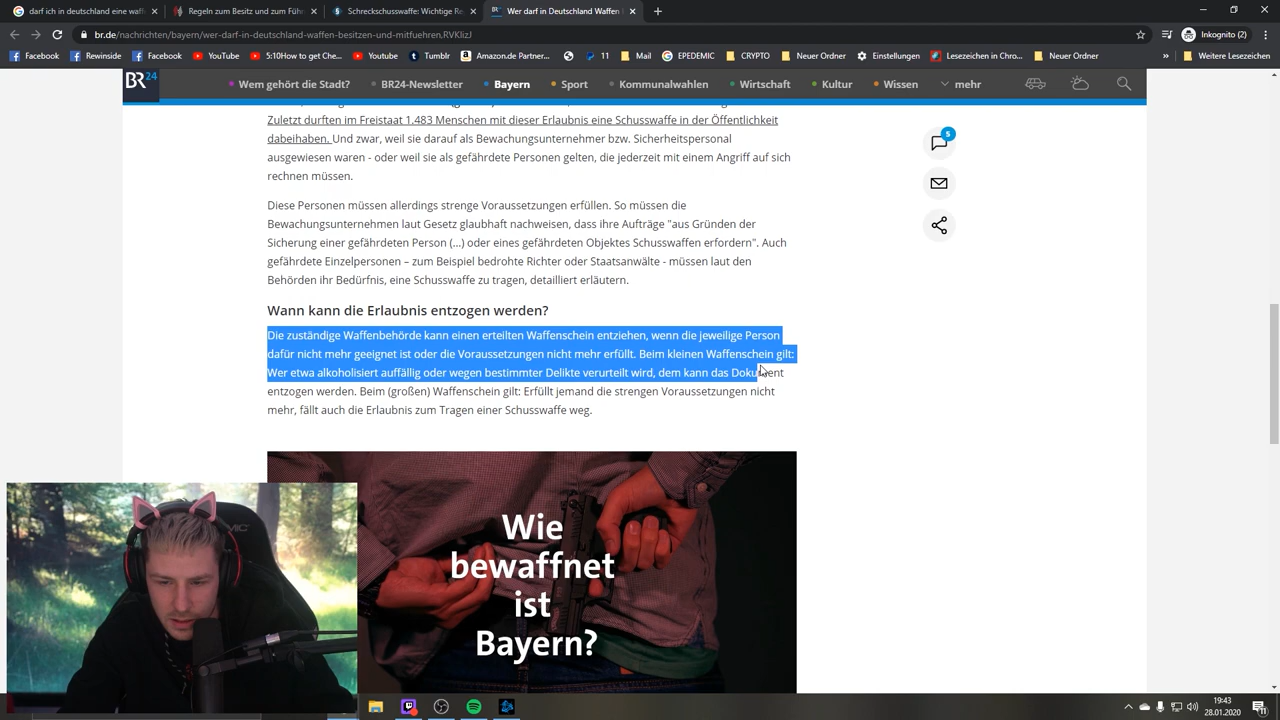 darf ich in deutschland eine waff
Regeln zum Besitz und zum Führ
Schreckschusswaffe: Wichtige Re
Wer darf in Deutschland Waffen
br.de/nachrichten/bayern/wer-darf-in-deutschland-waffen-besitzen-und-mitfuehren,RVKlizJ
Inkognito (2)
Facebook
Rewinside
Facebook
YouTube
5:10How to get Che...
Youtube
Tumblr
Amazon.de Partner...
11
Mail
EPEDEMIC
CRYPTO
Neuer Ordner
Einstellungen
Lesezeichen in Chro...
Neuer Ordner
Weitere Lesezeichen
BR24
Wem gehört die Stadt?
BR24-Newsletter
Bayern
Sport
Kommunalwahlen
Wirtschaft
Kultur
Wissen
mehr
Zuletzt durften im Freistaat 1.483 Menschen mit dieser Erlaubnis eine Schusswaffe in der Öffentlichkeit
dabeihaben. Und zwar, weil sie darauf als Bewachungsunternehmer bzw. Sicherheitspersonal
ausgewiesen waren - oder weil sie als gefährdete Personen gelten, die jederzeit mit einem Angriff auf sich
rechnen müssen.
5
Diese Personen müssen allerdings strenge Voraussetzungen erfüllen. So müssen die
Bewachungsunternehmen laut Gesetz glaubhaft nachweisen, dass ihre Aufträge "aus Gründen der
Sicherung einer gefährdeten Person (...) oder eines gefährdeten Objektes Schusswaffen erfordern". Auch
gefährdete Einzelpersonen – zum Beispiel bedrohte Richter oder Staatsanwälte - müssen laut den
Behörden ihr Bedürfnis, eine Schusswaffe zu tragen, detailliert erläutern.
Wann kann die Erlaubnis entzogen werden?
Die zuständige Waffenbehörde kann einen erteilten Waffenschein entziehen, wenn die jeweilige Person
dafür nicht mehr geeignet ist oder die Voraussetzungen nicht mehr erfüllt. Beim kleinen Waffenschein gilt:
Wer etwa alkoholisiert auffällig oder wegen bestimmter Delikte verurteilt wird, dem kann das Dokument
entzogen werden. Beim (großen) Waffenschein gilt: Erfüllt jemand die strengen Voraussetzungen nicht
mehr, fällt auch die Erlaubnis zum Tragen einer Schusswaffe weg.
Wie
bewaffnet
ist
Bayern?
19:43
28.01.2020